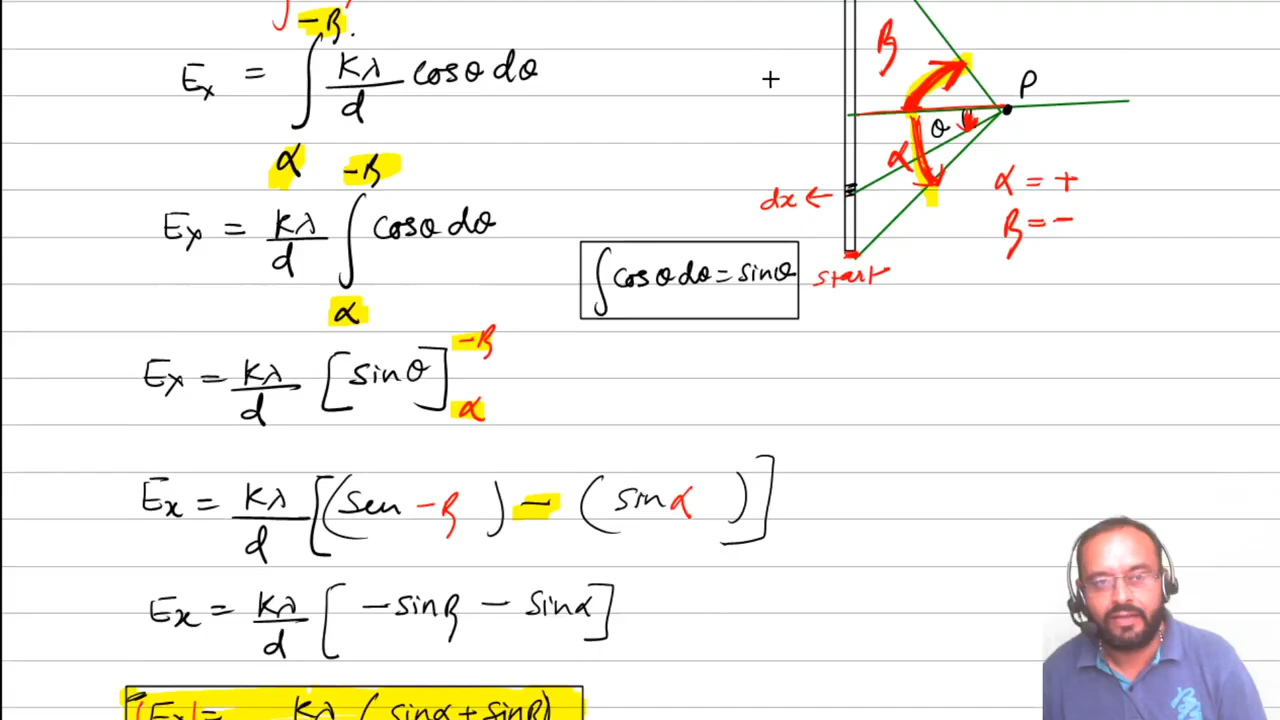 -β.
Ex = ∫ Kλ/d cosθ dθ
α
-β
Ex = Kλ/d ∫ cosθ dθ
α
∫ cosθ dθ = sinθ
Ex = Kλ/d [sinθ]
-β
α
Ex = Kλ/d [(sen -β) - (sinα)]
Ex = Kλ/d [-sinβ - sinα]
|Ex| = Kλ (sinα + sinβ)
+
β
P
θ
α
dx ←
α = +
β = -
start